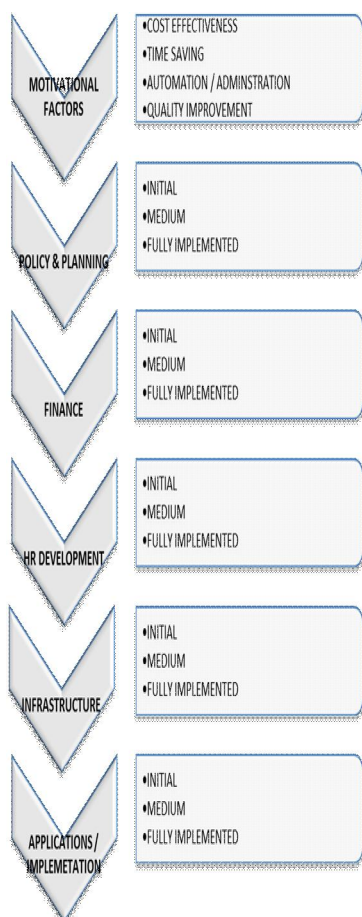 MOTIVATIONAL
FACTORS
•COST EFFECTIVENESS
•TIME SAVING
•AUTOMATION / ADMINSTRATION
•QUALITY IMPROVEMENT
POLICY & PLANNING
•INITIAL
•MEDIUM
•FULLY IMPLEMENTED
FINANCE
•INITIAL
•MEDIUM
•FULLY IMPLEMENTED
HR DEVELOPMENT
•INITIAL
•MEDIUM
•FULLY IMPLEMENTED
INFRASTRUCTURE
•INITIAL
•MEDIUM
•FULLY IMPLEMENTED
APPLICATIONS /
IMPLEMETATION
•INITIAL
•MEDIUM
•FULLY IMPLEMENTED